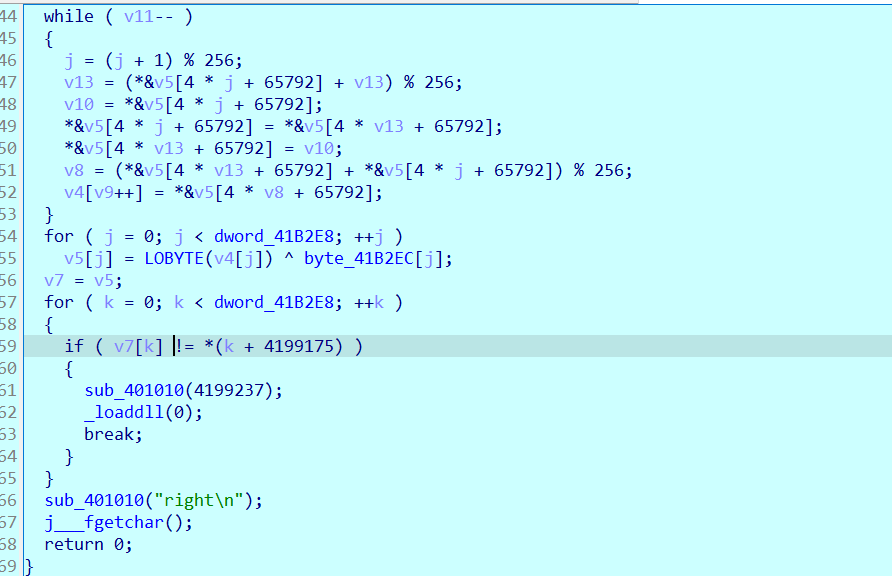 44 while ( v11-- )
45 {
46 j = (j + 1) % 256;
47 v13 = (*&v5[4 * j + 65792] + v13) % 256;
48 v10 = *&v5[4 * j + 65792];
49 *&v5[4 * j + 65792] = *&v5[4 * v13 + 65792];
50 *&v5[4 * v13 + 65792] = v10;
51 v8 = (*&v5[4 * v13 + 65792] + *&v5[4 * j + 65792]) % 256;
52 v4[v9++] = *&v5[4 * v8 + 65792];
53 }
54 for ( j = 0; j < dword_41B2E8; ++j )
55 v5[j] = LOBYTE(v4[j]) ^ byte_41B2EC[j];
56 v7 = v5;
57 for ( k = 0; k < dword_41B2E8; ++k )
58 {
59 if ( v7[k] != *(k + 4199175) )
60 {
61 sub_401010(4199237);
62 _loaddll(0);
63 break;
64 }
65 }
66 sub_401010("right\n");
67 j___fgetchar();
68 return 0;
69 }